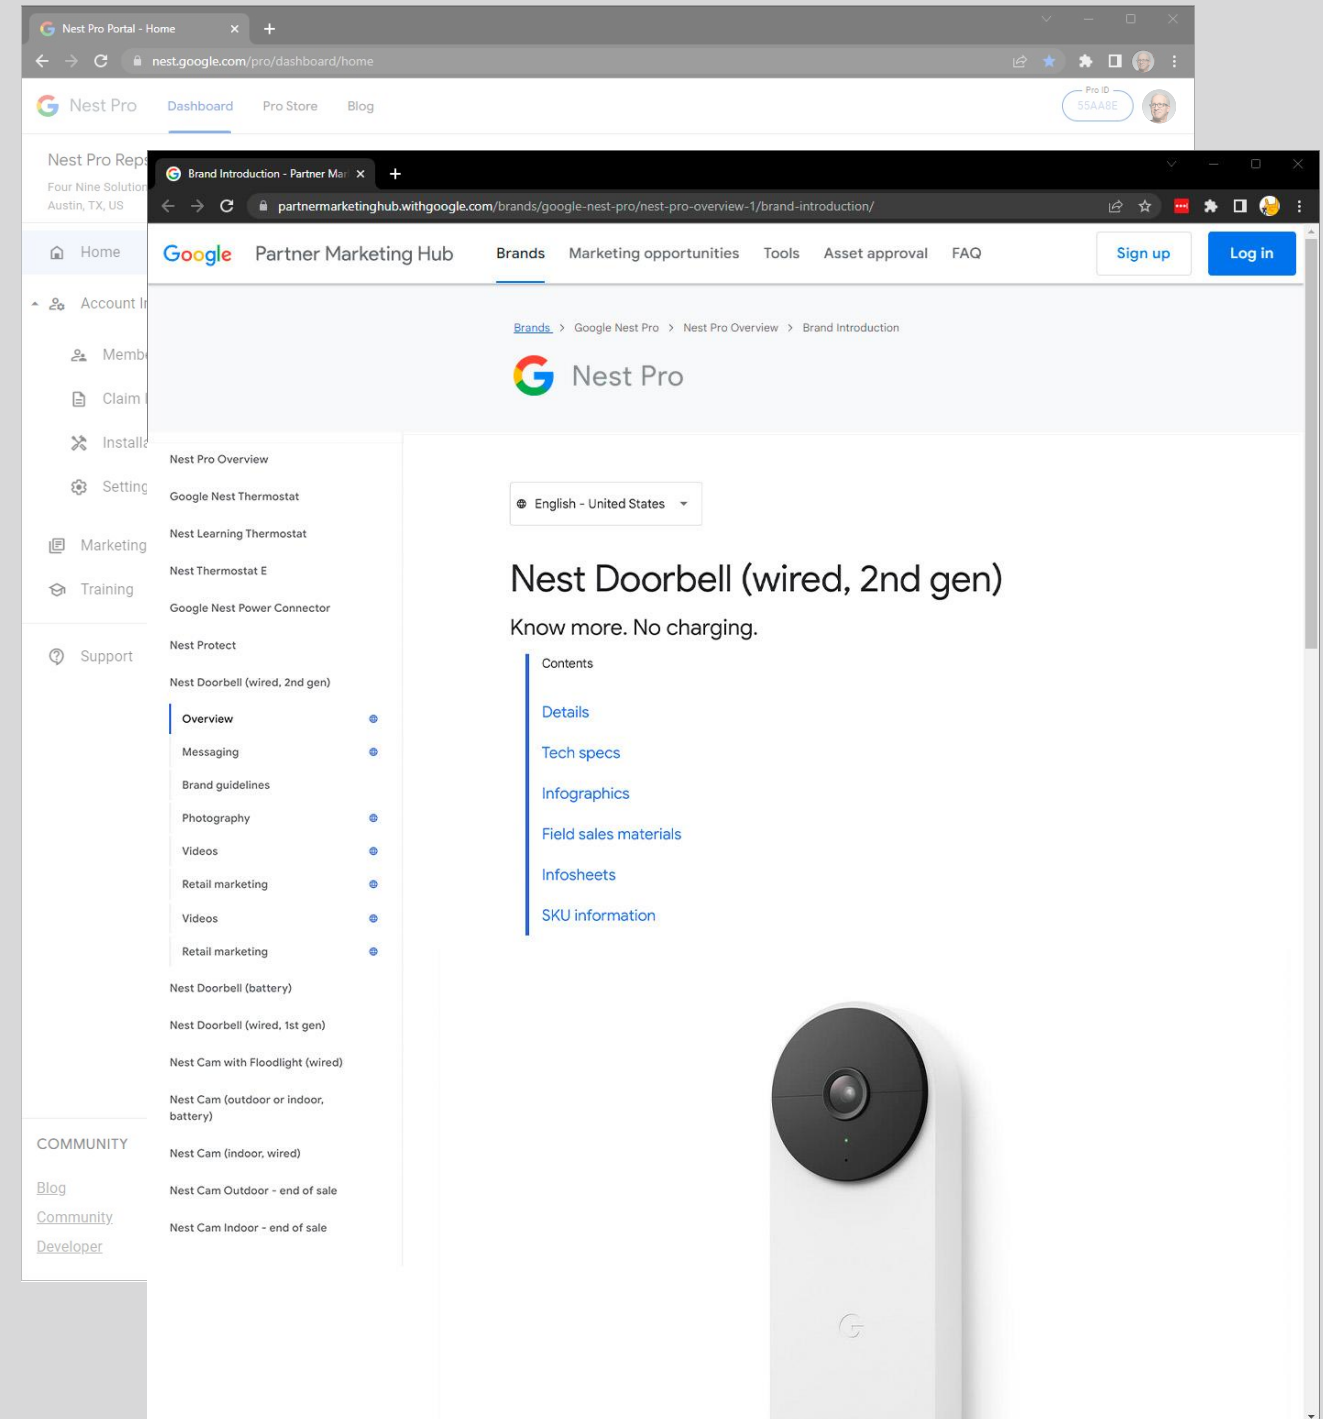 Nest Pro Portal - Home
nest.google.com/pro/dashboard/home
Nest Pro
Dashboard
Pro Store
Blog
Pro ID
55AA8E
Nest Pro Reps
Four Nine Solution
Austin, TX, US
Home
Account In
Membe
Claim
Installa
Setting
Marketing
Training
Support
COMMUNITY
Blog
Community
Developer
Brand Introduction - Partner Mar
partnermarketinghub.withgoogle.com/brands/google-nest-pro/nest-pro-overview-1/brand-introduction/
Google Partner Marketing Hub
Brands
Marketing opportunities
Tools
Asset approval
FAQ
Sign up
Log in
Brands > Google Nest Pro > Nest Pro Overview > Brand Introduction
Nest Pro
Nest Pro Overview
Google Nest Thermostat
Nest Learning Thermostat
Nest Thermostat E
Google Nest Power Connector
Nest Protect
Nest Doorbell (wired, 2nd gen)
Overview
Messaging
Brand guidelines
Photography
Videos
Retail marketing
Videos
Retail marketing
Nest Doorbell (battery)
Nest Doorbell (wired, 1st gen)
Nest Cam with Floodlight (wired)
Nest Cam (outdoor or indoor,
battery)
Nest Cam (indoor, wired)
Nest Cam Outdoor - end of sale
Nest Cam Indoor - end of sale
English - United States
Nest Doorbell (wired, 2nd gen)
Know more. No charging.
Contents
Details
Tech specs
Infographics
Field sales materials
Infosheets
SKU information